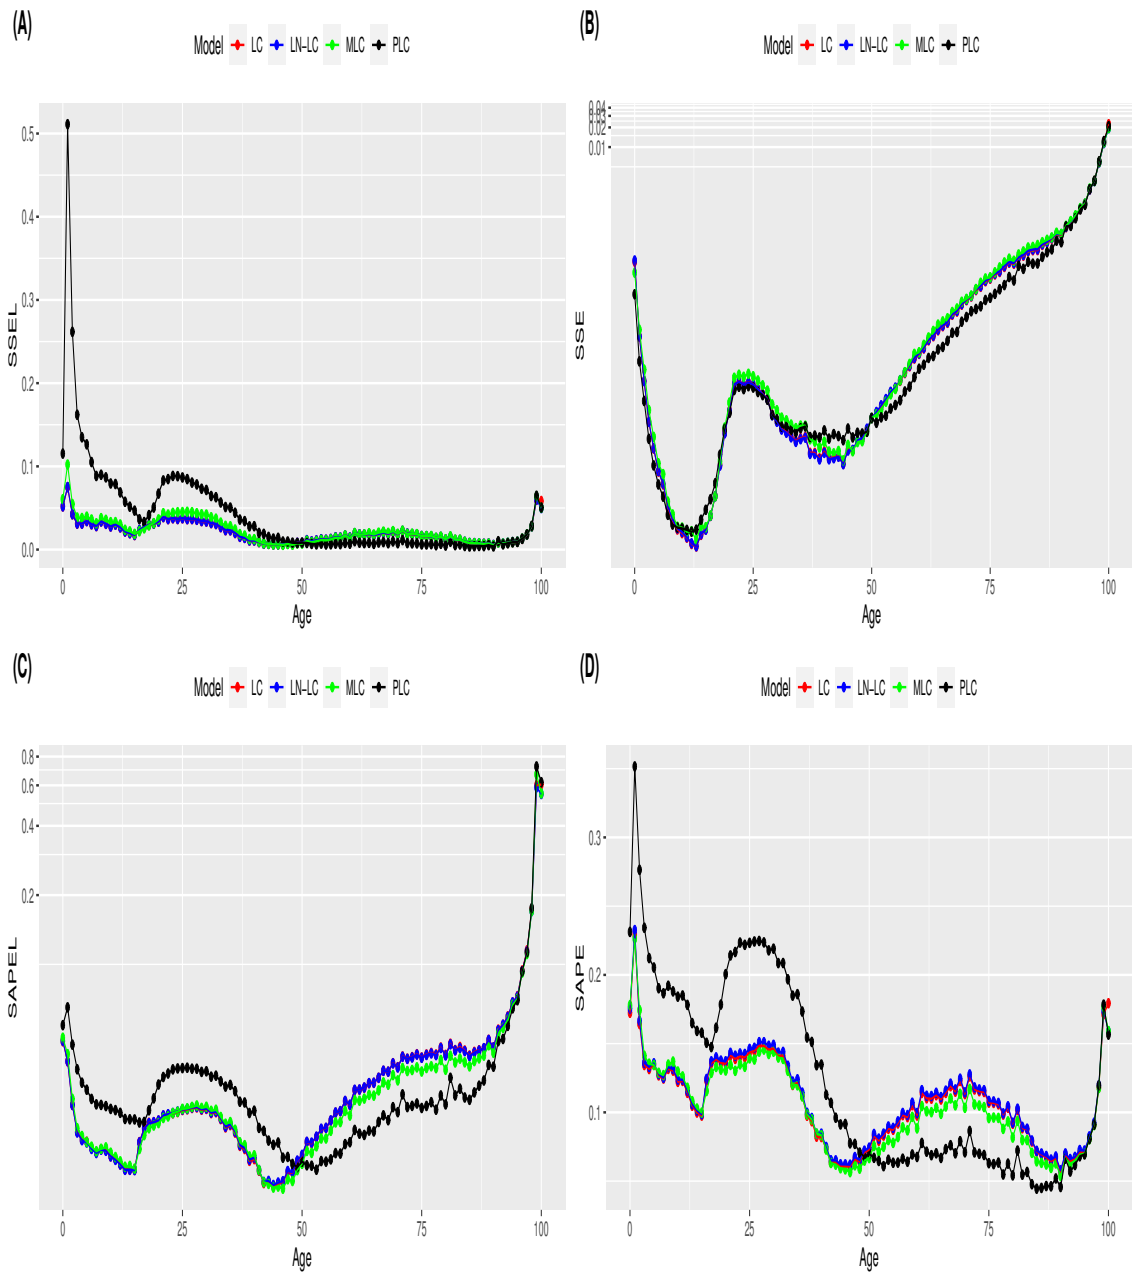 (A)
Model LC LN-LC MLC PLC
0.5
0.4
0.3
0.2
0.1
0.0
SSEL
0 25 50 75 100
Age
(B)
Model LC LN-LC MLC PLC
0.04
0.03
0.02
0.01
SSE
0 25 50 75 100
Age
(C)
Model LC LN-LC MLC PLC
0.8
0.6
0.4
0.2
SAPEL
0 25 50 75 100
Age
(D)
Model LC LN-LC MLC PLC
0.3
0.2
0.1
SAPE
0 25 50 75 100
Age